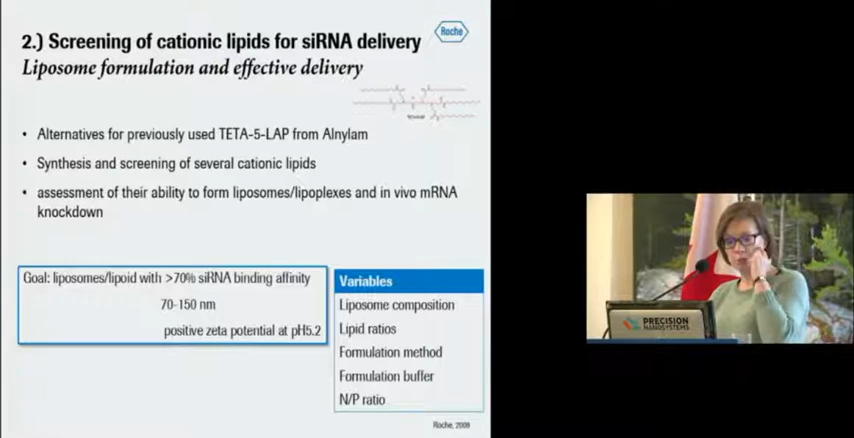 2.) Screening of cationic lipids for siRNA delivery
Roche
Liposome formulation and effective delivery
• Alternatives for previously used TETA-5-LAP from Alnylam
• Synthesis and screening of several cationic lipids
• assessment of their ability to form liposomes/lipoplexes and in vivo mRNA
knockdown
Goal: liposomes/lipoid with >70% siRNA binding affinity
70-150 nm
positive zeta potential at pH5.2
Variables
Liposome composition
Lipid ratios
Formulation method
Formulation buffer
N/P ratio
Roche, 2009
PRECISION
NANOSYSTEMS